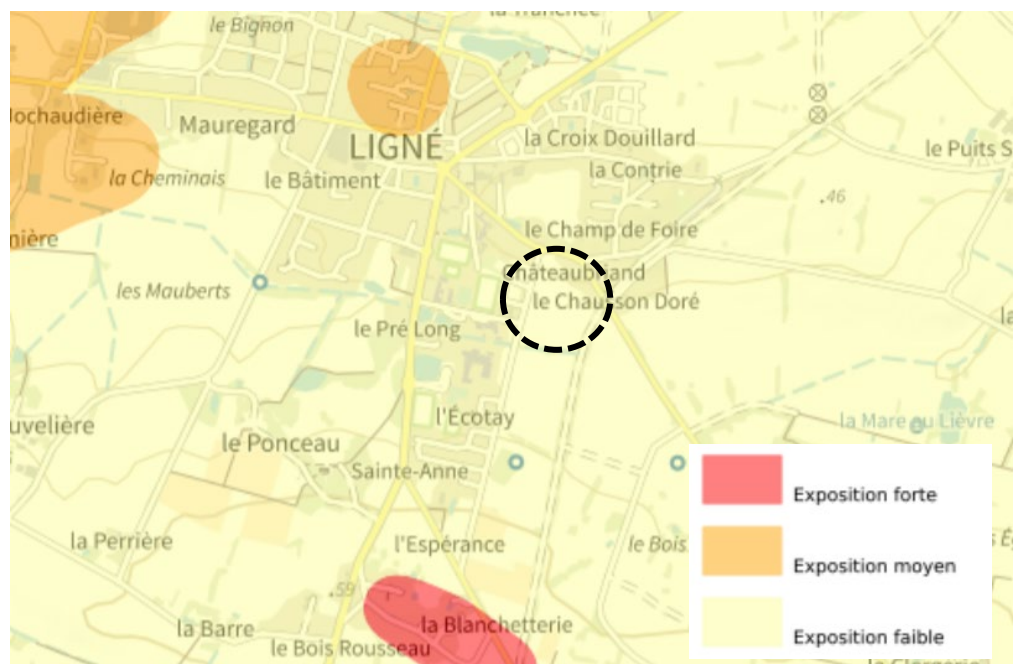 le Bignon
Mauregard
LIGNÉ
la Croix Douillard
le Puits S
la Cheminais
le Bâtiment
la Contrie
.46
le Champ de Foire
nière
Châteaubriand
les Mauberts
le Chausson Doré
le Pré Long
l'Écotay
la Mare au Lièvre
uvelière
le Ponceau
Sainte-Anne
Exposition forte
la Perrière
l'Espérance
le Bois
Exposition moyen
.59
la Barre
la Blanchetterie
le Bois Rousseau
Exposition faible